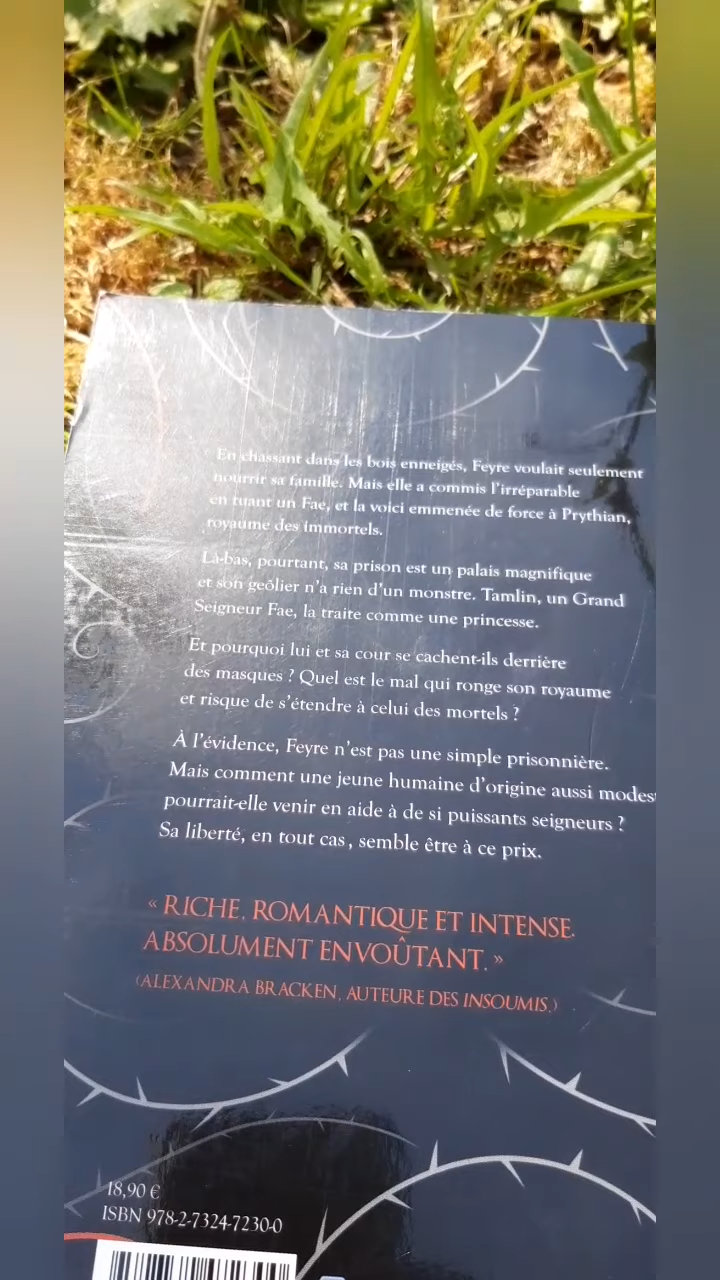 En chassant dans les bois enneigés, Feyre voulait seulement
nourrir sa famille. Mais elle a commis l'irréparable
en tuant un Fae, et la voici emmenée de force à Prythian,
royaume des immortels.
Là-bas, pourtant, sa prison est un palais magnifique
et son geôlier n'a rien d'un monstre. Tamlin, un Grand
Seigneur Fae, la traite comme une princesse.
Et pourquoi lui et sa cour se cachent-ils derrière
des masques ? Quel est le mal qui ronge son royaume
et risque de s'étendre à celui des mortels ?
À l'évidence, Feyre n'est pas une simple prisonnière.
Mais comment une jeune humaine d'origine aussi modes
pourrait-elle venir en aide à de si puissants seigneurs ?
Sa liberté, en tout cas, semble être à ce prix.
« RICHE, ROMANTIQUE ET INTENSE.
ABSOLUMENT ENVOÛTANT. »
(ALEXANDRA BRACKEN, AUTEURE DES INSOUMIS.)
18,90 €
ISBN 978-2-7324-7230-0